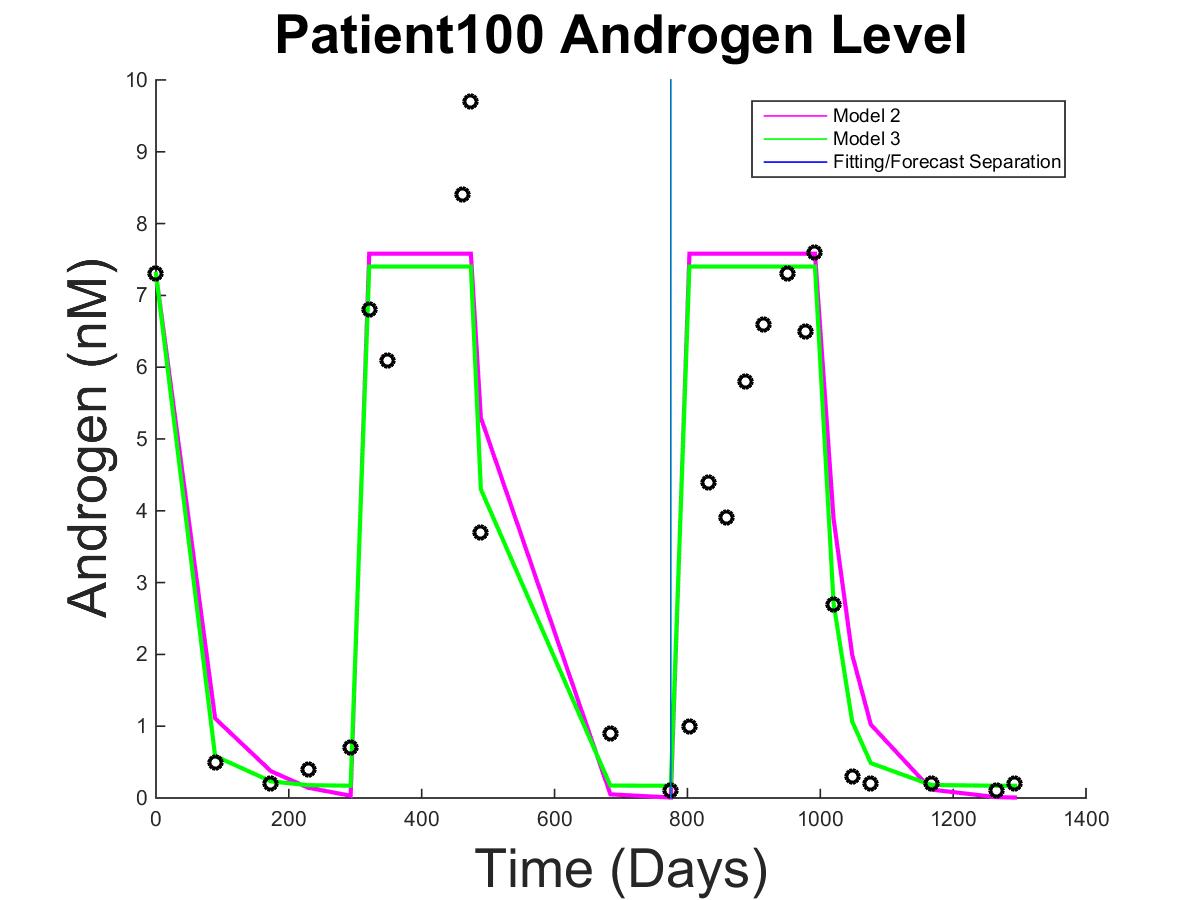 Patient100 Androgen Level
10
9
8
7
6
5
4
3
2
1
0
Androgen (nM)
Model 2
Model 3
Fitting/Forecast Separation
0 200 400 600 800 1000 1200 1400
Time (Days)